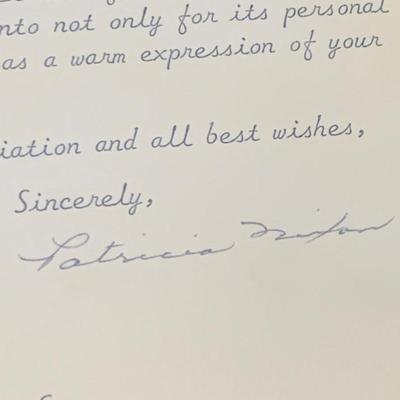 nto not only for its personal
as a warm expression of your
iation and all best wishes,
Sincerely,
Patricia Nixon